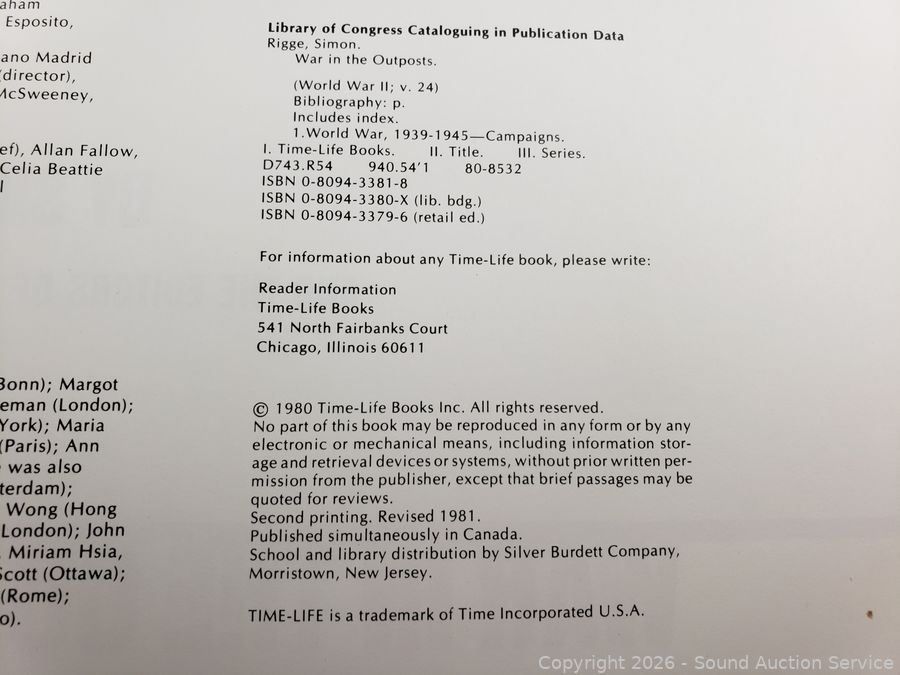 aham
Esposito,
ano Madrid
(director),
McSweeney,
ef), Allan Fallow,
Celia Beattie
Library of Congress Cataloguing in Publication Data
Rigge, Simon.
War in the Outposts.
(World War II; v. 24)
Bibliography: p.
Includes index.
1.World War, 1939-1945—Campaigns.
I. Time-Life Books. II. Title. III. Series.
D743.R54 940.54'1 80-8532
ISBN 0-8094-3381-8
ISBN 0-8094-3380-X (lib. bdg.)
ISBN 0-8094-3379-6 (retail ed.)
For information about any Time-Life book, please write:
Reader Information
Time-Life Books
541 North Fairbanks Court
Chicago, Illinois 60611
Bonn); Margot
eman (London);
York); Maria
(Paris); Ann
was also
terdam);
Wong (Hong
London); John
, Miriam Hsia,
Scott (Ottawa);
(Rome);
o).
© 1980 Time-Life Books Inc. All rights reserved.
No part of this book may be reproduced in any form or by any
electronic or mechanical means, including information stor-
age and retrieval devices or systems, without prior written per-
mission from the publisher, except that brief passages may be
quoted for reviews.
Second printing. Revised 1981.
Published simultaneously in Canada.
School and library distribution by Silver Burdett Company,
Morristown, New Jersey.
TIME-LIFE is a trademark of Time Incorporated U.S.A.
Copyright 2026 - Sound Auction Service